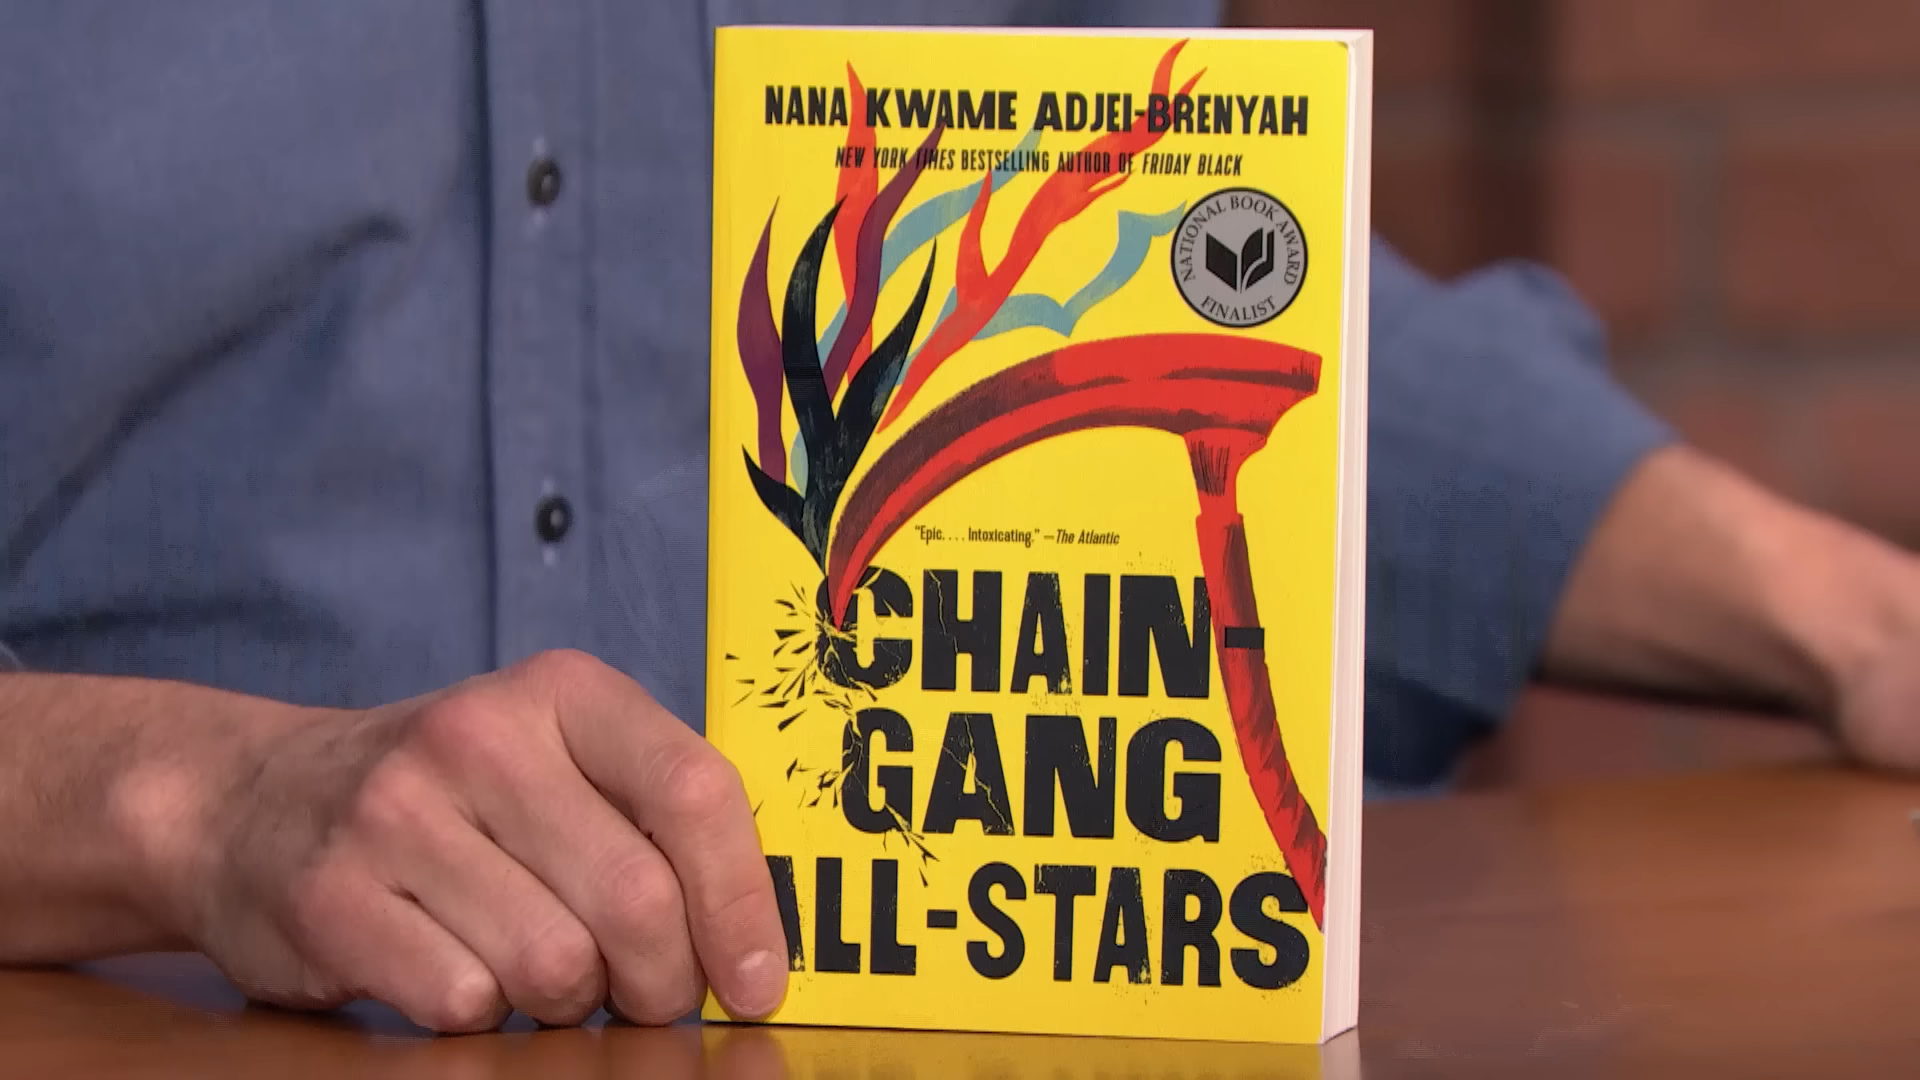 NANA KWAME ADJEI-BRENYAH
NEW YORK TIMES BESTSELLING AUTHOR OF FRIDAY BLACK
NATIONAL BOOK AWARD
FINALIST
"Epic. . . . Intoxicating." —The Atlantic
CHAIN-
GANG
ALL-STARS